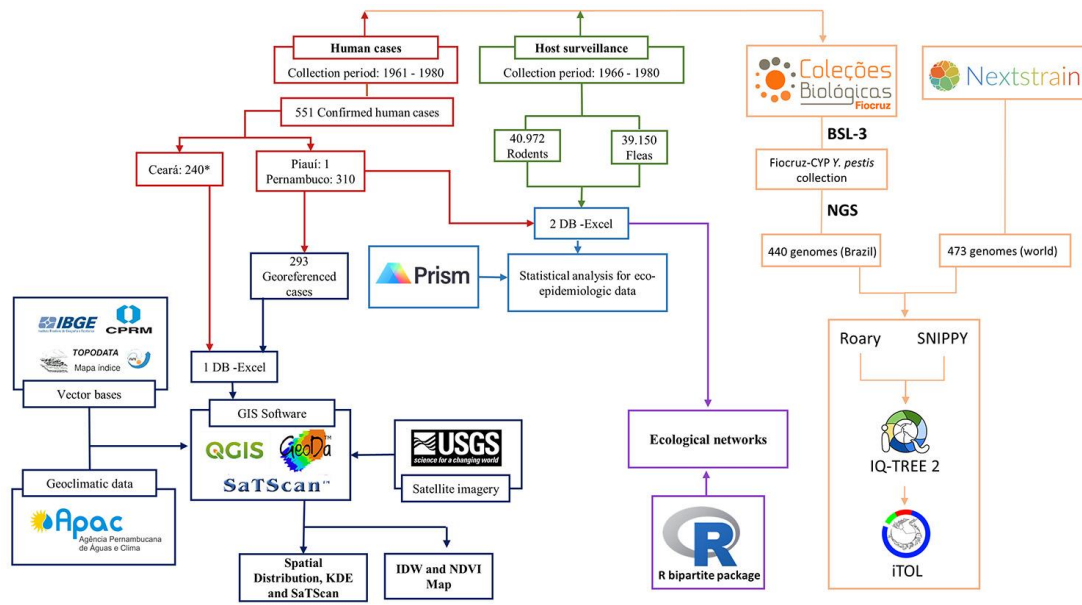 Human cases
Collection period: 1961 - 1980
Host surveillance
Collection period: 1966 - 1980
551 Confirmed human cases
Ceará: 240*
Piauí: 1
Pernambuco: 310
40.972
Rodents
39.150
Fleas
Coleções
Biológicas
Fiocruz
Nextstrain
BSL-3
Fiocruz-CYP Y. pestis
collection
NGS
440 genomes (Brazil)
473 genomes (world)
2 DB -Excel
293
Georeferenced
cases
Prism
Statistical analysis for eco-
epidemiologic data
IBGE
CPRM
TOPODATA
Mapa índice
Vector bases
1 DB -Excel
GIS Software
QGIS
GeoDa™
SaTScan™
USGS
science for a changing world
Satellite imagery
Geoclimatic data
Apac
Agência Pernambucana
de Águas e Clima
Spatial
Distribution, KDE
and SaTScan
IDW and NDVI
Map
Ecological networks
R
R bipartite package
Roary
SNIPPY
IQ-TREE 2
iTOL